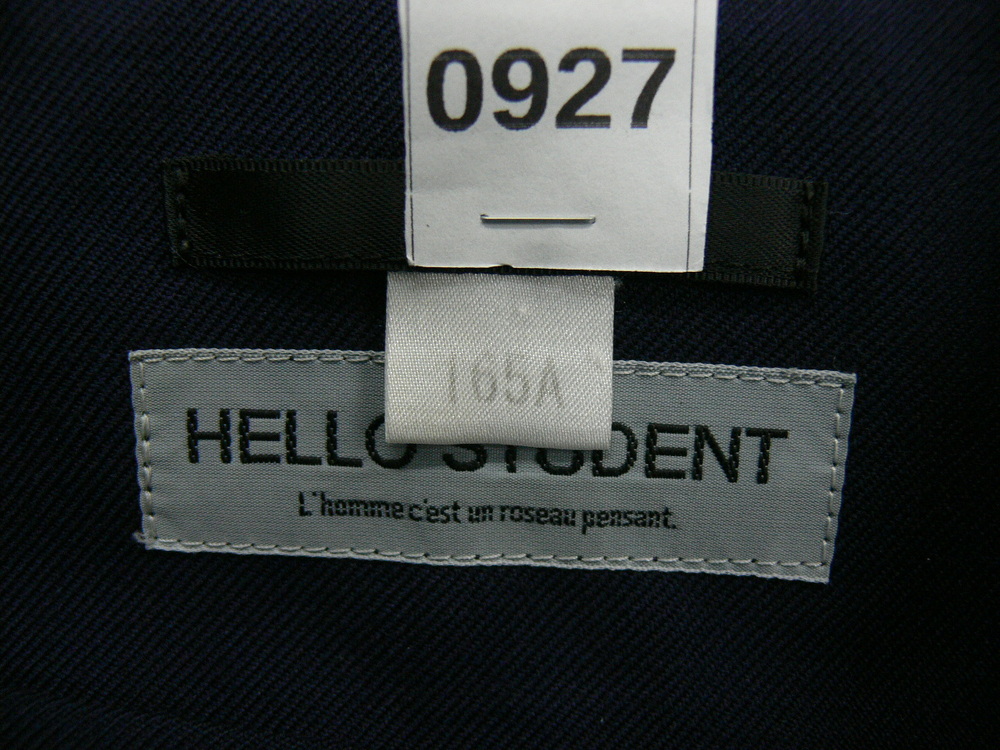 0927
165A
HELLO STUDENT
L'homme c'est un roseau pensant.